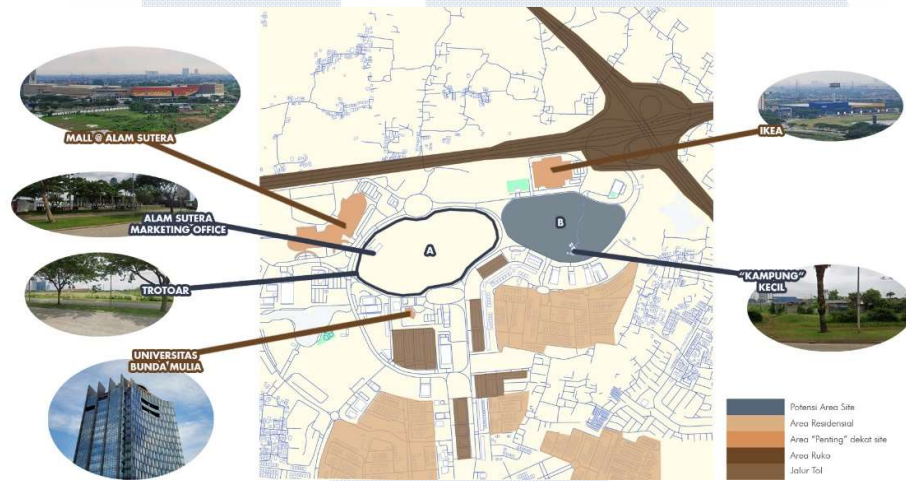 MALL @ ALAM SUTERA
IKEA
ALAM SUTERA
MARKETING OFFICE
A
B
TROTOAR
"KAMPUNG"
KECIL
UNIVERSITAS
BUNDA MULIA
Potensi Area Site
Area Residensial
Area "Penting" dekat site
Area Ruko
Jalur Tol